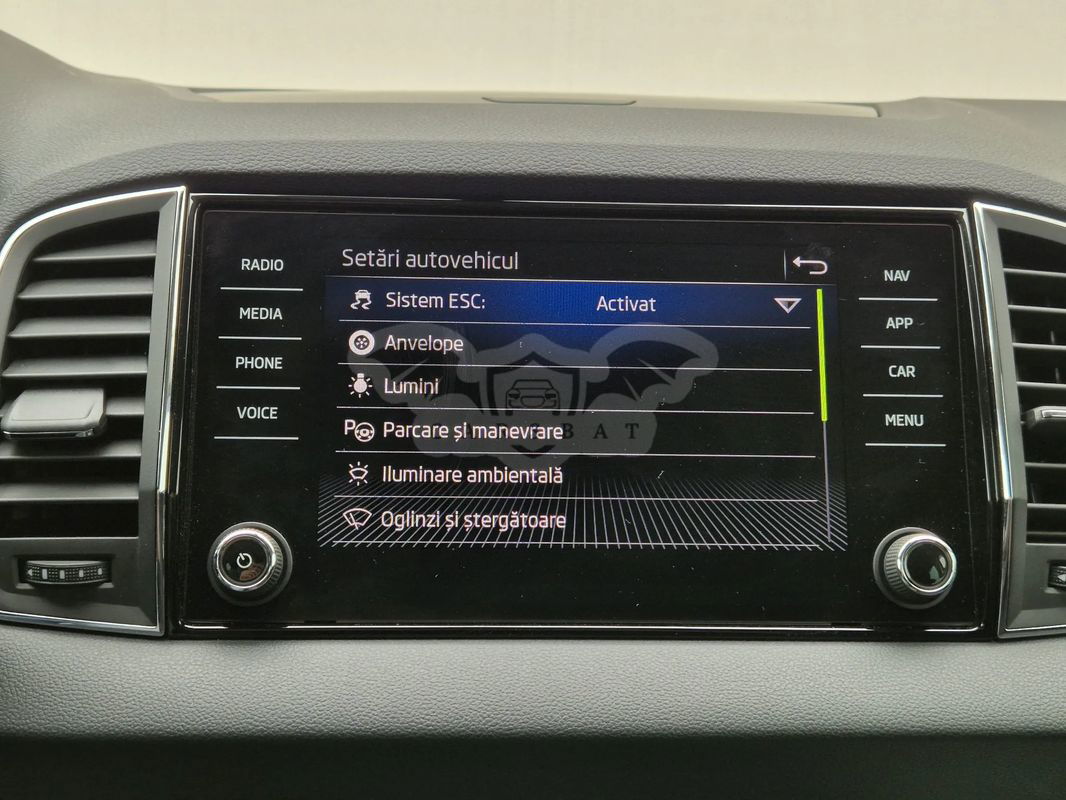 RADIO
MEDIA
PHONE
VOICE
Setări autovehicul
Sistem ESC: Activat
Anvelope
Lumini
Parcare și manevrare
Iluminare ambientală
Oglinzi și ștergătoare
NAV
APP
CAR
MENU